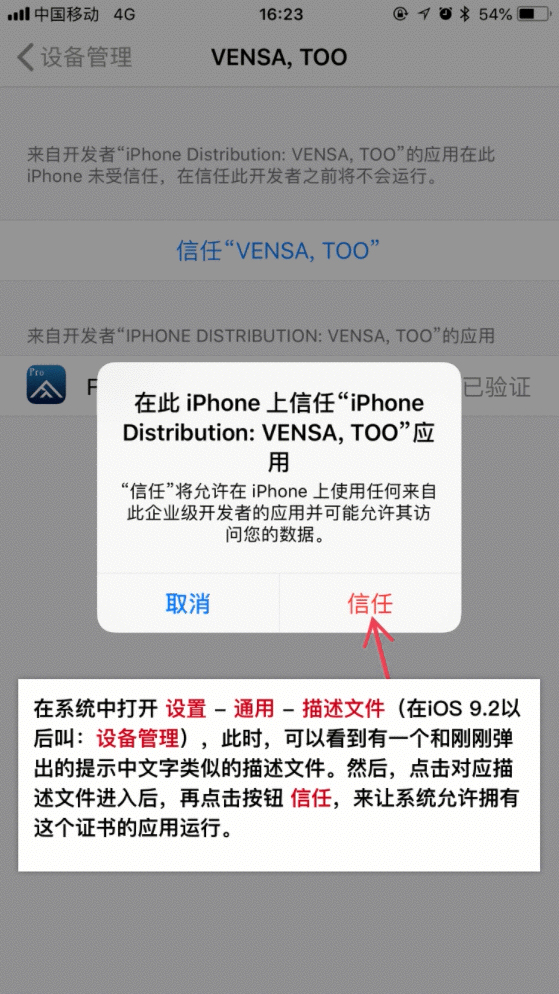 中国移动 4G 16:23 54%
设备管理 VENSA, TOO
来自开发者“iPhone Distribution: VENSA, TOO”的应用在此
iPhone 未受信任，在信任此开发者之前将不会运行。
信任“VENSA, TOO”
来自开发者“IPHONE DISTRIBUTION: VENSA, TOO”的应用
Pro
已验证
在此 iPhone 上信任“iPhone
Distribution: VENSA, TOO”应
用
“信任”将允许在 iPhone 上使用任何来自
此企业级开发者的应用并可能允许其访
问您的数据。
取消 信任
在系统中打开 设置 – 通用 – 描述文件（在iOS 9.2以
后叫：设备管理），此时，可以看到有一个和刚刚弹
出的提示中文字类似的描述文件。然后，点击对应描
述文件进入后，再点击按钮 信任，来让系统允许拥有
这个证书的应用运行。